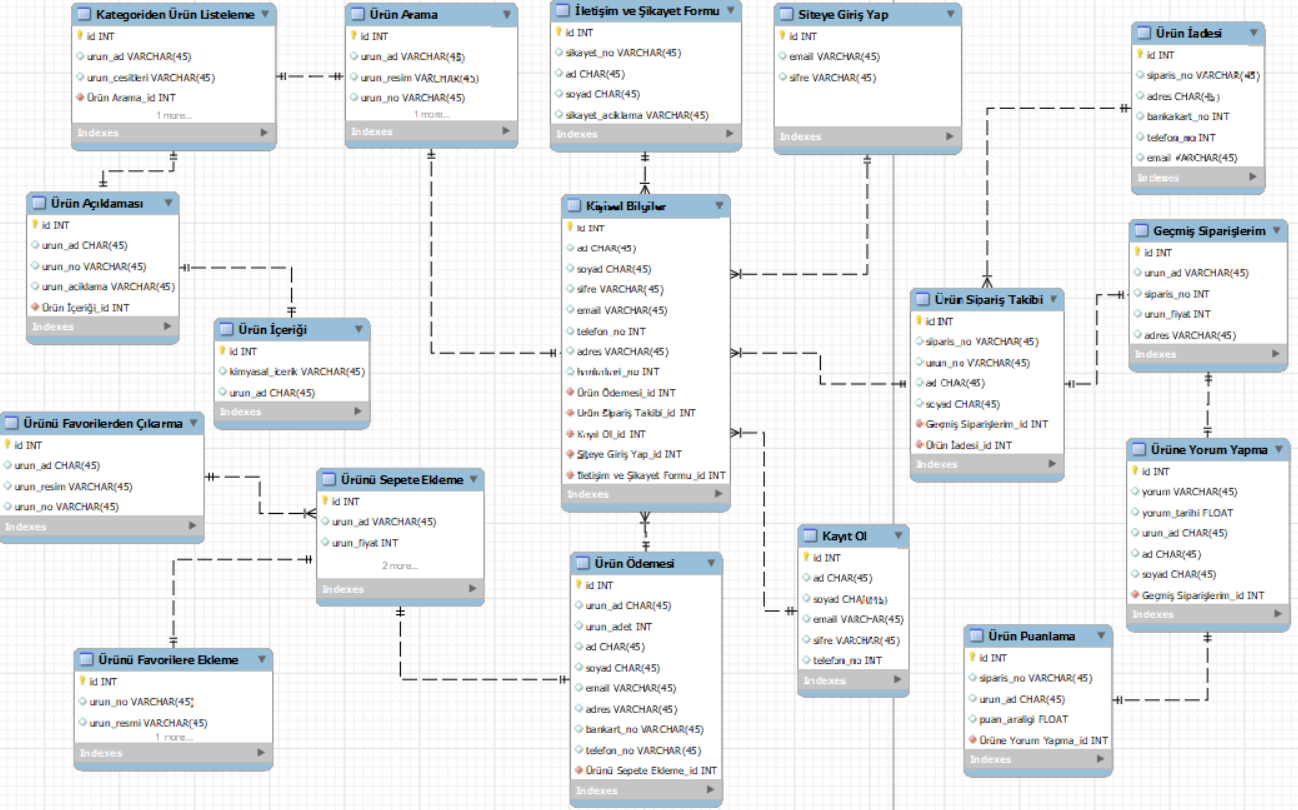 Kategoriden Ürün Listeleme
id INT
urun_ad VARCHAR(45)
urun_cesitleri VARCHAR(45)
Ürün Arama_id INT
1 more...
Indexes
Ürün Arama
id INT
urun_ad VARCHAR(45)
urun_resim VARCHAR(45)
urun_no VARCHAR(45)
1 more...
Indexes
İletişim ve Şikayet Formu
id INT
sikayet_no VARCHAR(45)
ad CHAR(45)
soyad CHAR(45)
sikayet_aciklama VARCHAR(45)
Indexes
Siteye Giriş Yap
id INT
email VARCHAR(45)
sifre VARCHAR(45)
Indexes
Ürün İadesi
id INT
siparis_no VARCHAR(45)
adres CHAR(45)
bankakart_no INT
telefon_no INT
email VARCHAR(45)
Indexes
Ürün Açıklaması
id INT
urun_ad CHAR(45)
urun_no VARCHAR(45)
urun_aciklama VARCHAR(45)
Ürün İçeriği_id INT
Indexes
Kişisel Bilgiler
id INT
ad CHAR(45)
soyad CHAR(45)
sifre VARCHAR(45)
email VARCHAR(45)
telefon_no INT
adres VARCHAR(45)
bankakart_no INT
Ürün Ödemesi_id INT
Ürün Sipariş Takibi_id INT
Kayıt Ol_id INT
Siteye Giriş Yap_id INT
İletişim ve Şikayet Formu_id INT
Indexes
Geçmiş Siparişlerim
id INT
urun_ad VARCHAR(45)
siparis_no INT
urun_fiyat INT
adres VARCHAR(45)
Indexes
Ürün Sipariş Takibi
id INT
siparis_no VARCHAR(45)
urun_no VARCHAR(45)
ad CHAR(45)
soyad CHAR(45)
Geçmiş Siparişlerim_id INT
Ürün İadesi_id INT
Indexes
Ürün İçeriği
id INT
kimyasal_icerik VARCHAR(45)
urun_ad CHAR(45)
Indexes
Ürünü Favorilerden Çıkarma
id INT
urun_ad CHAR(45)
urun_resim VARCHAR(45)
urun_no VARCHAR(45)
Indexes
Ürünü Sepete Ekleme
id INT
urun_ad VARCHAR(45)
urun_fiyat INT
2 more...
Indexes
Ürüne Yorum Yapma
id INT
yorum VARCHAR(45)
yorum_tarihi FLOAT
urun_ad CHAR(45)
ad CHAR(45)
soyad CHAR(45)
Geçmiş Siparişlerim_id INT
Indexes
Kayıt Ol
id INT
ad CHAR(45)
soyad CHAR(45)
email VARCHAR(45)
sifre VARCHAR(45)
telefon_no INT
Indexes
Ürün Ödemesi
id INT
urun_ad CHAR(45)
urun_adet INT
ad CHAR(45)
soyad CHAR(45)
email VARCHAR(45)
adres VARCHAR(45)
bankart_no VARCHAR(45)
telefon_no VARCHAR(45)
Ürünü Sepete Ekleme_id INT
Indexes
Ürünü Favorilere Ekleme
id INT
urun_no VARCHAR(45)
urun_resmi VARCHAR(45)
1 more...
Indexes
Ürün Puanlama
id INT
siparis_no VARCHAR(45)
urun_ad CHAR(45)
puan_araligi FLOAT
Ürüne Yorum Yapma_id INT
Indexes